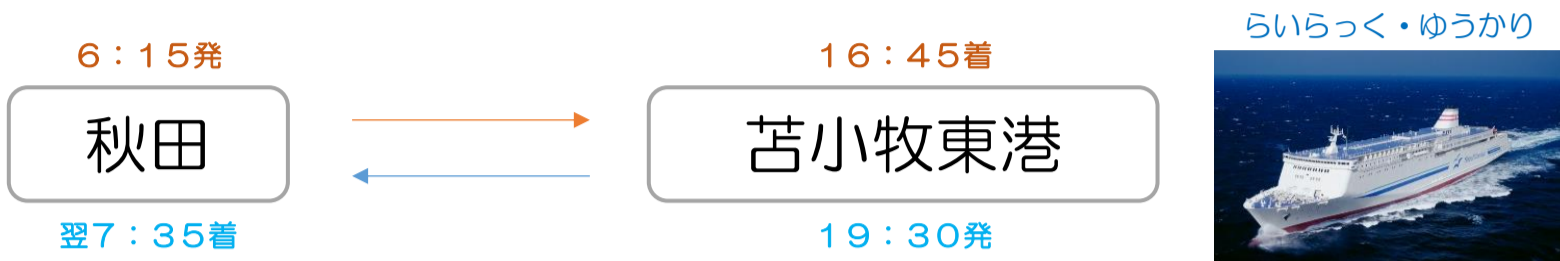 らいらっく・ゆうかり
６：１５発
１６：４５着
秋田
苫小牧東港
翌７：３５着
１９：３０発